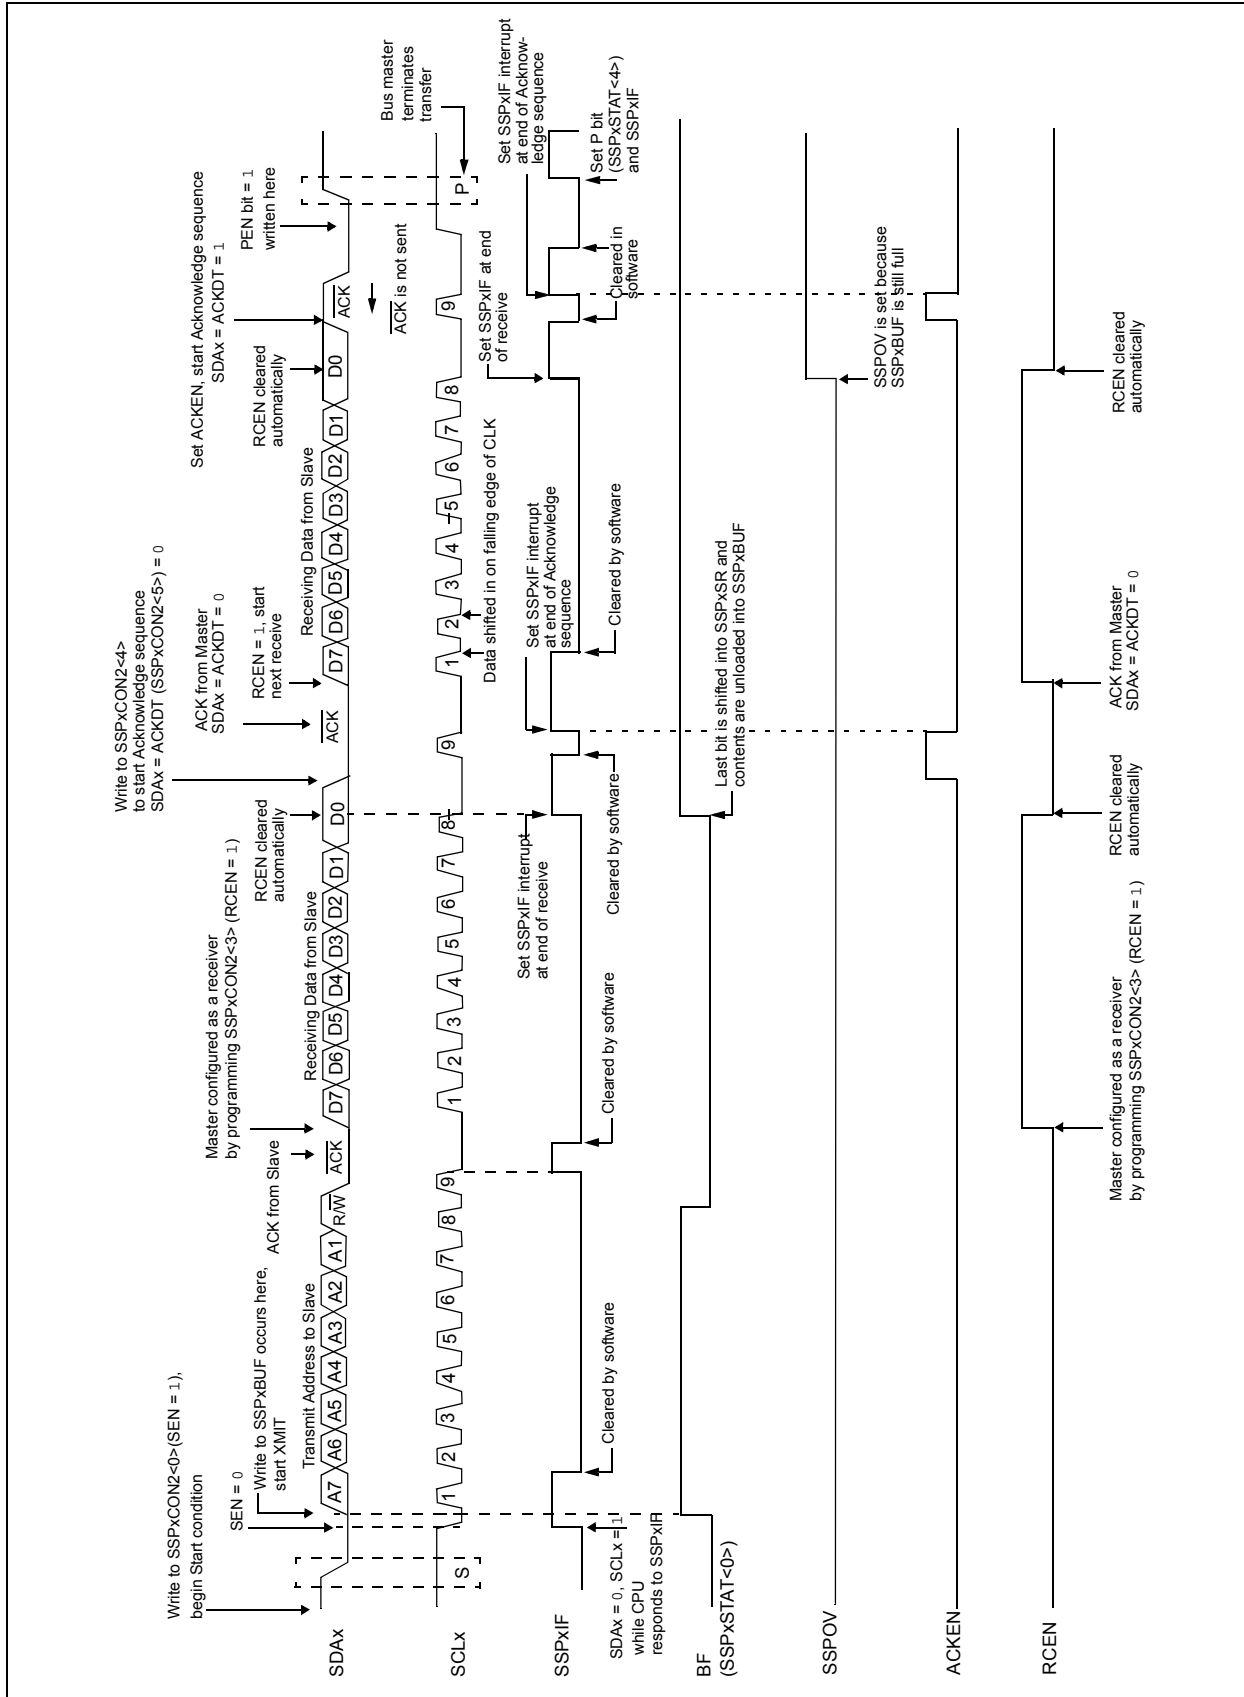 Write to SSPxCON2<0>(SEN = 1),
begin Start condition
SEN = 0
Write to SSPxBUF occurs here,
start XMIT
ACK from Slave
Master configured as a receiver
by programming SSPxCON2<3> (RCEN = 1)
RCEN cleared
automatically
Write to SSPxCON2<4>
to start Acknowledge sequence
SDAx = ACKDT (SSPxCON2<5>) = 0
ACK from Master
SDAx = ACKDT = 0
RCEN = 1, start
next receive
RCEN cleared
automatically
Set ACKEN, start Acknowledge sequence
SDAx = ACKDT = 1
PEN bit = 1
written here
Transmit Address to Slave
Receiving Data from Slave
Receiving Data from Slave
SDAx
A7 A6 A5 A4 A3 A2 A1 R/W ACK D7 D6 D5 D4 D3 D2 D1 D0 ACK D7 D6 D5 D4 D3 D2 D1 D0 ACK
ACK is not sent
Bus master
terminates
transfer
SCLx
S 1 2 3 4 5 6 7 8 9 1 2 3 4 5 6 7 8 9 1 2 3 4 5 6 7 8 9 P
Data shifted in on falling edge of CLK
Set SSPxIF interrupt
at end of receive
Set SSPxIF interrupt
at end of Acknowledge
sequence
Set SSPxIF at end
of receive
Set SSPxIF interrupt
at end of Acknow-
ledge sequence
SSPxIF
SDAx = 0, SCLx = 1
while CPU
responds to SSPxIF
Cleared by software
Cleared by software
Cleared by software
Cleared by software
Cleared in
software
Set P bit
(SSPxSTAT<4>)
and SSPxIF
BF
(SSPxSTAT<0>)
Last bit is shifted into SSPxSR and
contents are unloaded into SSPxBUF
SSPOV
SSPOV is set because
SSPxBUF is still full
ACKEN
RCEN
Master configured as a receiver
by programming SSPxCON2<3> (RCEN = 1)
RCEN cleared
automatically
ACK from Master
SDAx = ACKDT = 0
RCEN cleared
automatically